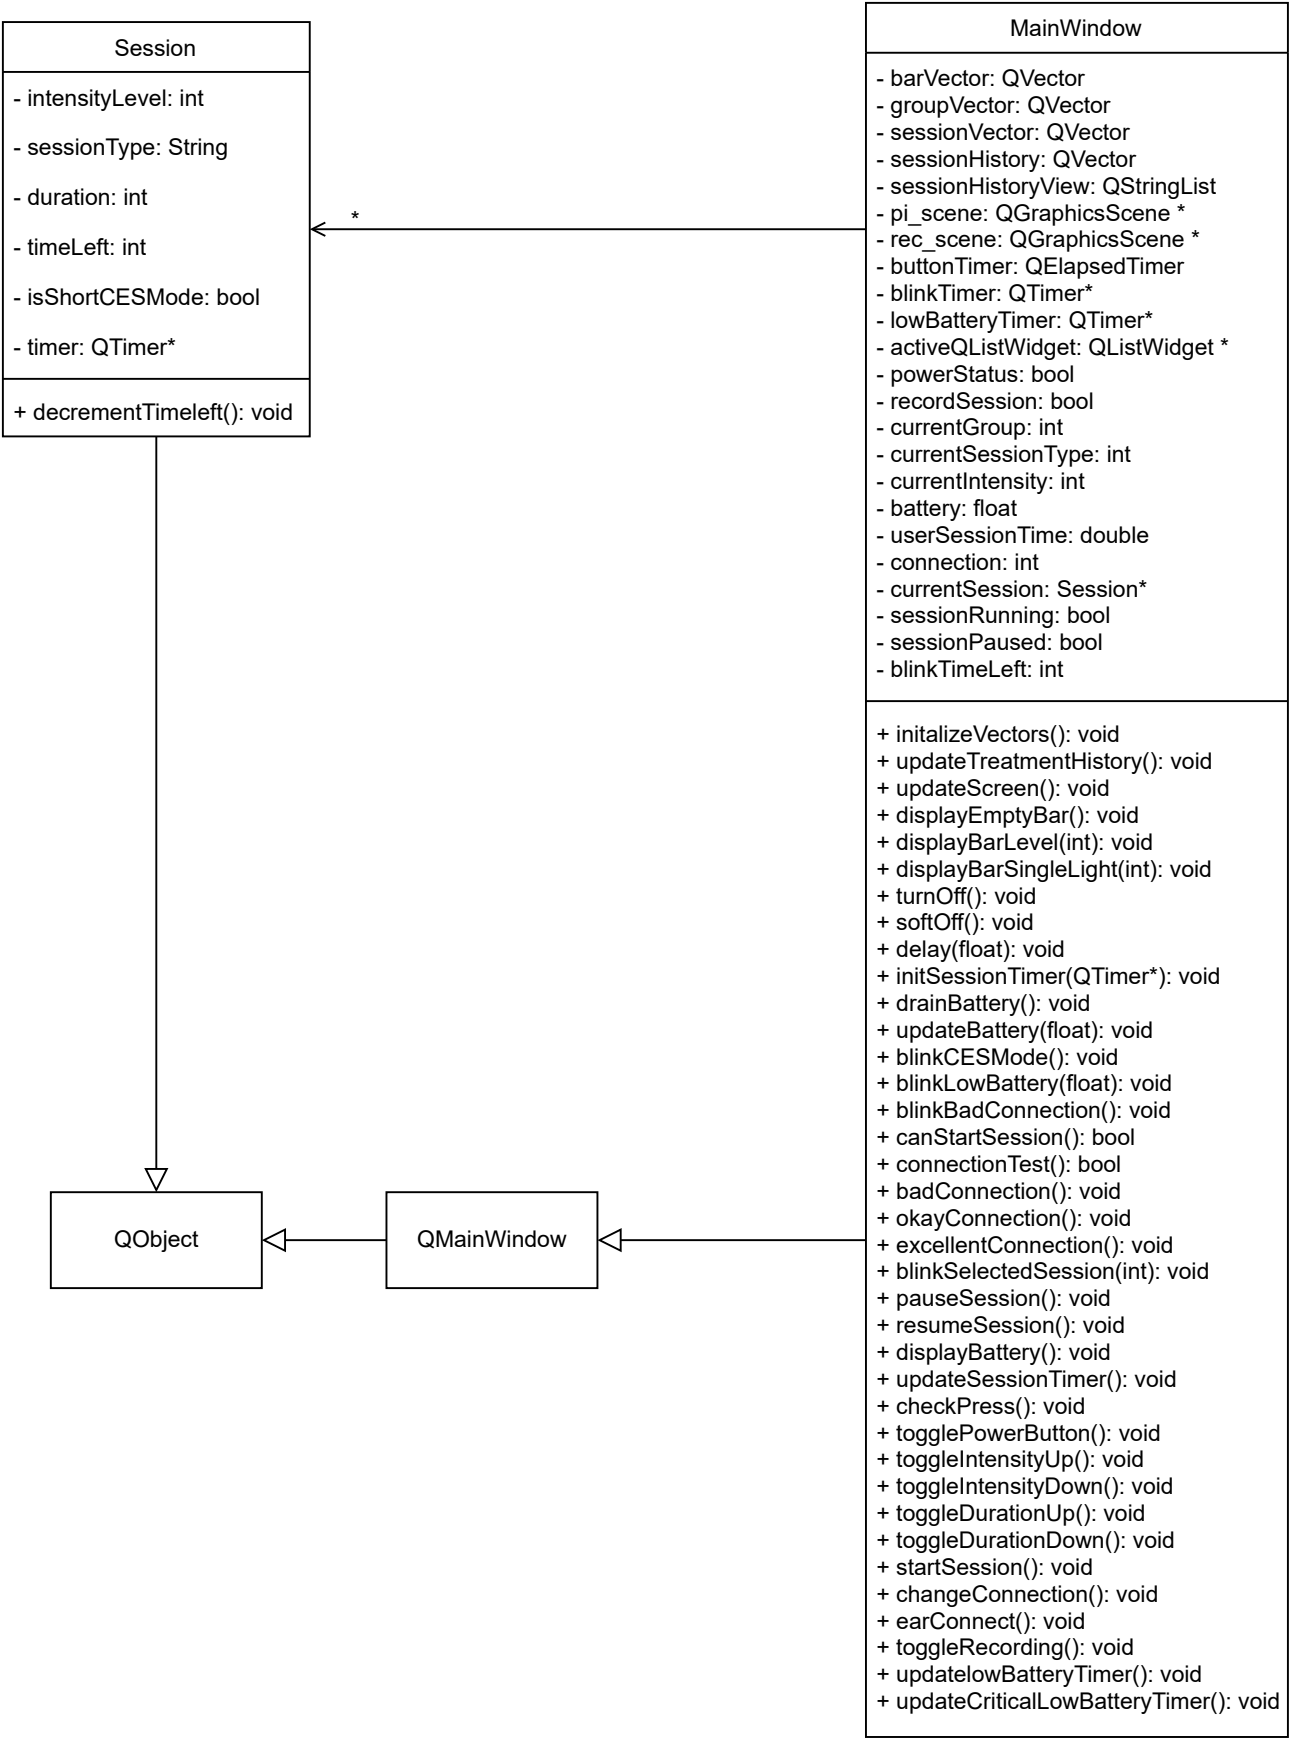 Session
- intensityLevel: int
- sessionType: String
- duration: int
- timeLeft: int
- isShortCESMode: bool
- timer: QTimer*
+ decrementTimeleft(): void
*
MainWindow
- barVector: QVector
- groupVector: QVector
- sessionVector: QVector
- sessionHistory: QVector
- sessionHistoryView: QStringList
- pi_scene: QGraphicsScene *
- rec_scene: QGraphicsScene *
- buttonTimer: QElapsedTimer
- blinkTimer: QTimer*
- lowBatteryTimer: QTimer*
- activeQListWidget: QListWidget *
- powerStatus: bool
- recordSession: bool
- currentGroup: int
- currentSessionType: int
- currentIntensity: int
- battery: float
- userSessionTime: double
- connection: int
- currentSession: Session*
- sessionRunning: bool
- sessionPaused: bool
- blinkTimeLeft: int
+ initalizeVectors(): void
+ updateTreatmentHistory(): void
+ updateScreen(): void
+ displayEmptyBar(): void
+ displayBarLevel(int): void
+ displayBarSingleLight(int): void
+ turnOff(): void
+ softOff(): void
+ delay(float): void
+ initSessionTimer(QTimer*): void
+ drainBattery(): void
+ updateBattery(float): void
+ blinkCESMode(): void
+ blinkLowBattery(float): void
+ blinkBadConnection(): void
+ canStartSession(): bool
+ connectionTest(): bool
+ badConnection(): void
+ okayConnection(): void
+ excellentConnection(): void
+ blinkSelectedSession(int): void
+ pauseSession(): void
+ resumeSession(): void
+ displayBattery(): void
+ updateSessionTimer(): void
+ checkPress(): void
+ togglePowerButton(): void
+ toggleIntensityUp(): void
+ toggleIntensityDown(): void
+ toggleDurationUp(): void
+ toggleDurationDown(): void
+ startSession(): void
+ changeConnection(): void
+ earConnect(): void
+ toggleRecording(): void
+ updatelowBatteryTimer(): void
+ updateCriticalLowBatteryTimer(): void
QObject
QMainWindow